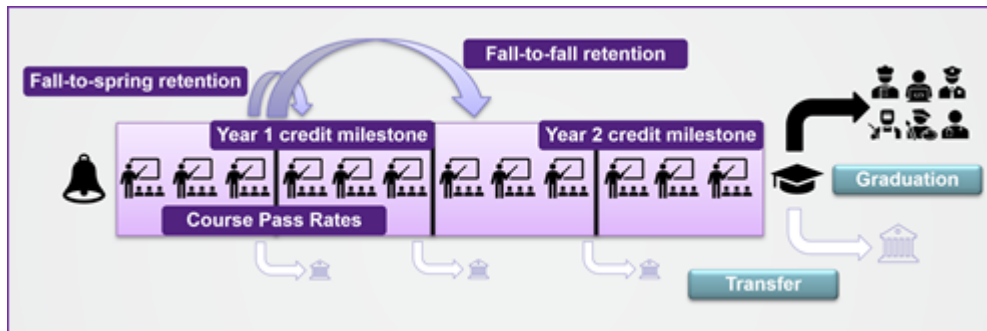 Fall-to-fall retention
Fall-to-spring retention
Year 1 credit milestone
Year 2 credit milestone
Course Pass Rates
Graduation
Transfer